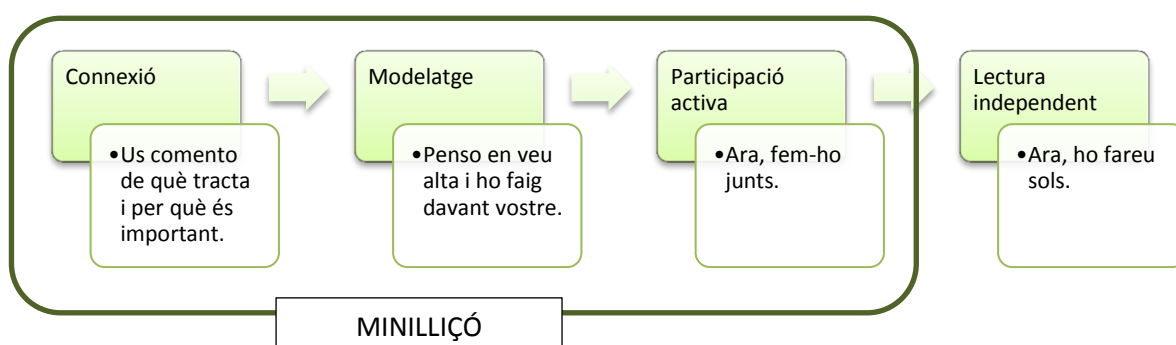 Connexió
•Us comento
de què tracta
i per què és
important.
Modelatge
•Penso en veu
alta i ho faig
davant vostre.
Participació
activa
•Ara, fem-ho
junts.
Lectura
independent
•Ara, ho fareu
sols.
MINILLIÇÓ